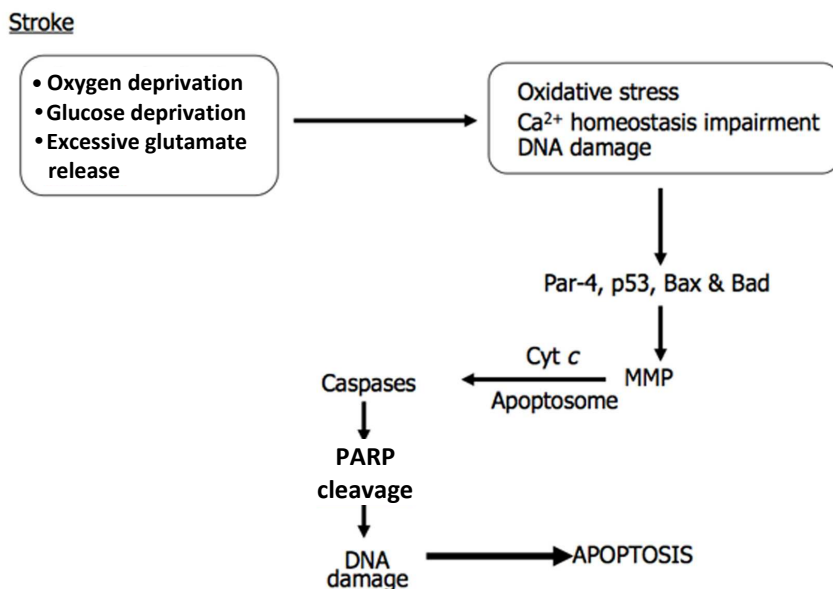 Stroke
• Oxygen deprivation
• Glucose deprivation
• Excessive glutamate
release
Oxidative stress
Ca²⁺ homeostasis impairment
DNA damage
Par-4, p53, Bax & Bad
MMP
Cyt c
Apoptosome
Caspases
PARP
cleavage
DNA
damage
APOPTOSIS